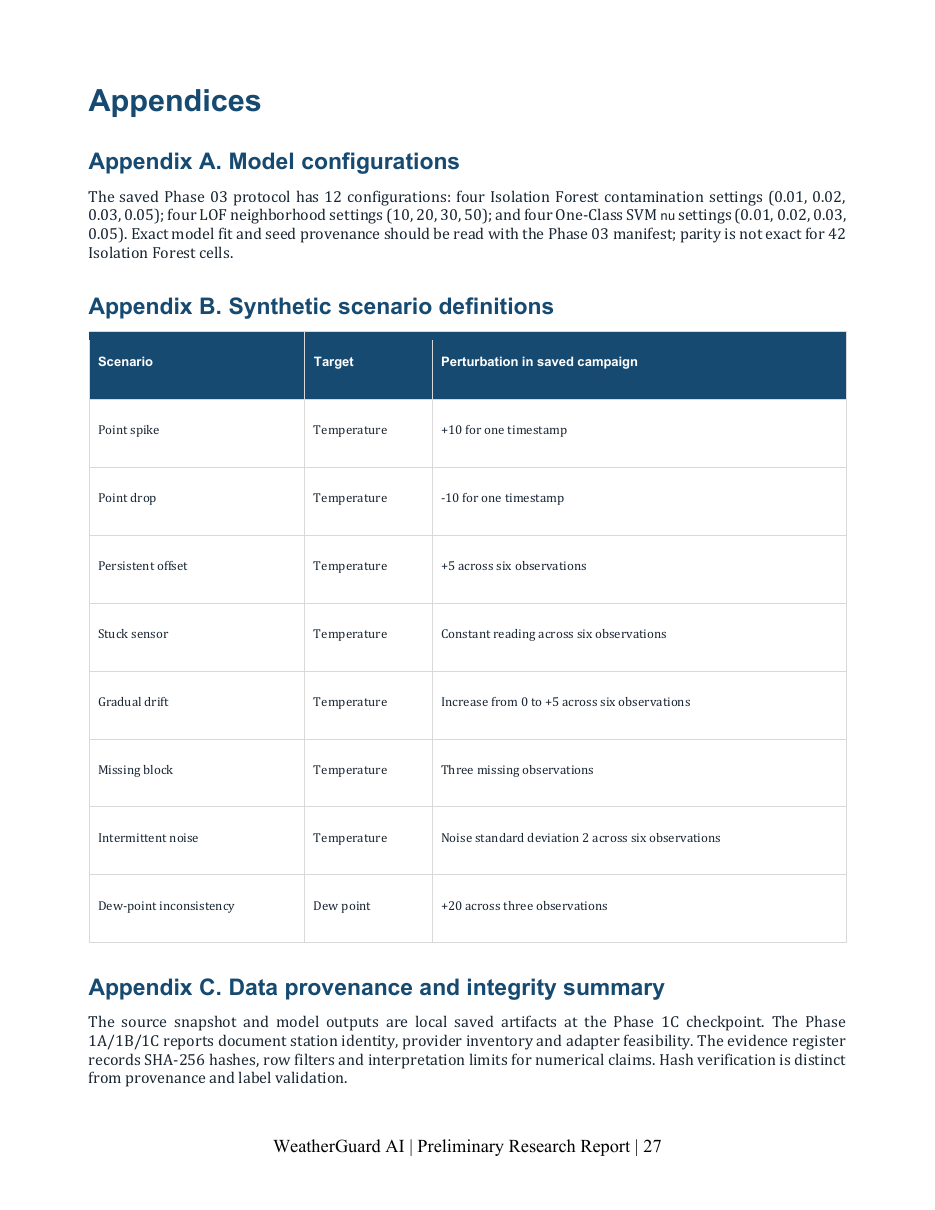 Appendices
Appendix A. Model configurations
The saved Phase 03 protocol has 12 configurations: four Isolation Forest contamination settings (0.01, 0.02,
0.03, 0.05); four LOF neighborhood settings (10, 20, 30, 50); and four One-Class SVM nu settings (0.01, 0.02, 0.03,
0.05). Exact model fit and seed provenance should be read with the Phase 03 manifest; parity is not exact for 42
Isolation Forest cells.
Appendix B. Synthetic scenario definitions
Scenario Target Perturbation in saved campaign
Point spike Temperature +10 for one timestamp
Point drop Temperature -10 for one timestamp
Persistent offset Temperature +5 across six observations
Stuck sensor Temperature Constant reading across six observations
Gradual drift Temperature Increase from 0 to +5 across six observations
Missing block Temperature Three missing observations
Intermittent noise Temperature Noise standard deviation 2 across six observations
Dew-point inconsistency Dew point +20 across three observations
Appendix C. Data provenance and integrity summary
The source snapshot and model outputs are local saved artifacts at the Phase 1C checkpoint. The Phase
1A/1B/1C reports document station identity, provider inventory and adapter feasibility. The evidence register
records SHA-256 hashes, row filters and interpretation limits for numerical claims. Hash verification is distinct
from provenance and label validation.
WeatherGuard AI | Preliminary Research Report | 27